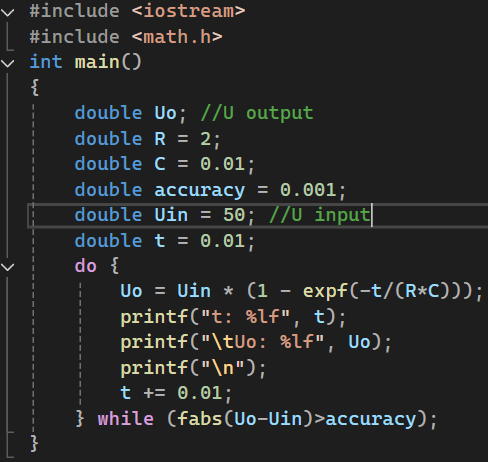 #include <iostream>
#include <math.h>
int main()
{
    double Uo; //U output
    double R = 2;
    double C = 0.01;
    double accuracy = 0.001;
    double Uin = 50; //U input
    double t = 0.01;
    do {
        Uo = Uin * (1 - expf(-t/(R*C)));
        printf("t: %lf", t);
        printf("\tUo: %lf", Uo);
        printf("\n");
        t += 0.01;
    } while (fabs(Uo-Uin)>accuracy);
}